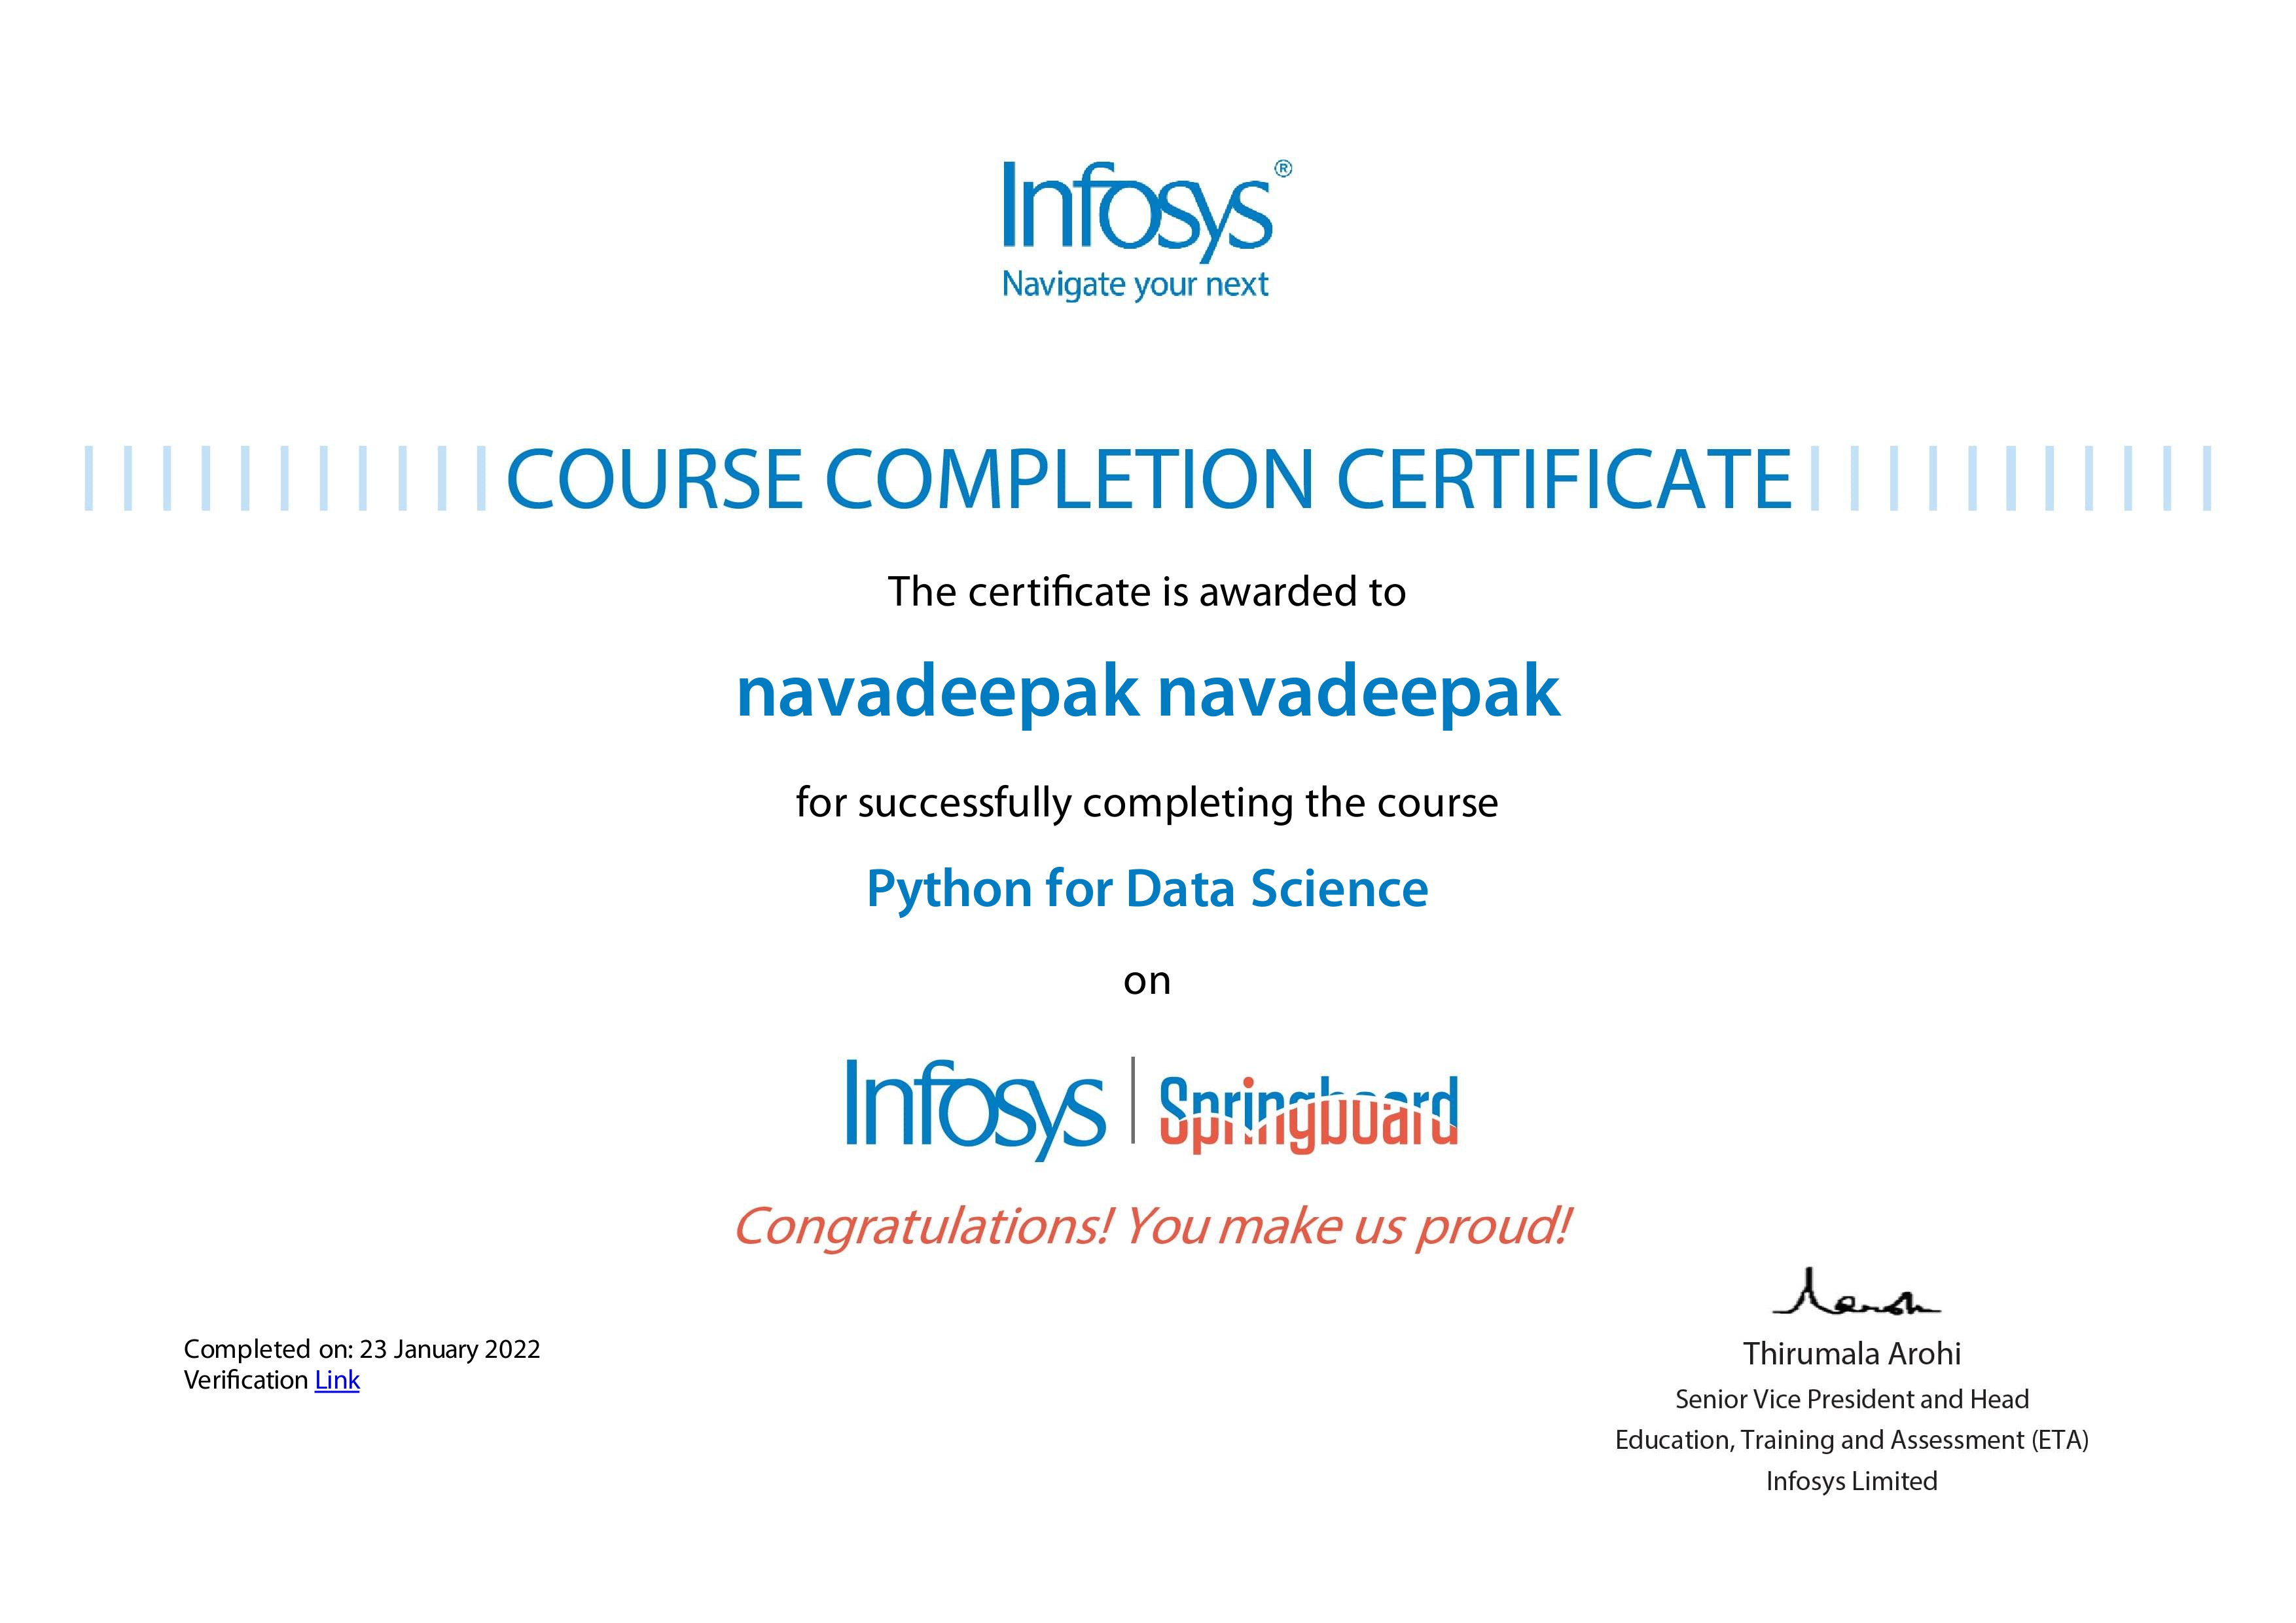 Infosys®
Navigate your next
COURSE COMPLETION CERTIFICATE
The certificate is awarded to
navadeepak navadeepak
for successfully completing the course
Python for Data Science
on
Infosys | Springboard
Congratulations! You make us proud!
Completed on: 23 January 2022
Verification Link
Thirumala Arohi
Senior Vice President and Head
Education, Training and Assessment (ETA)
Infosys Limited